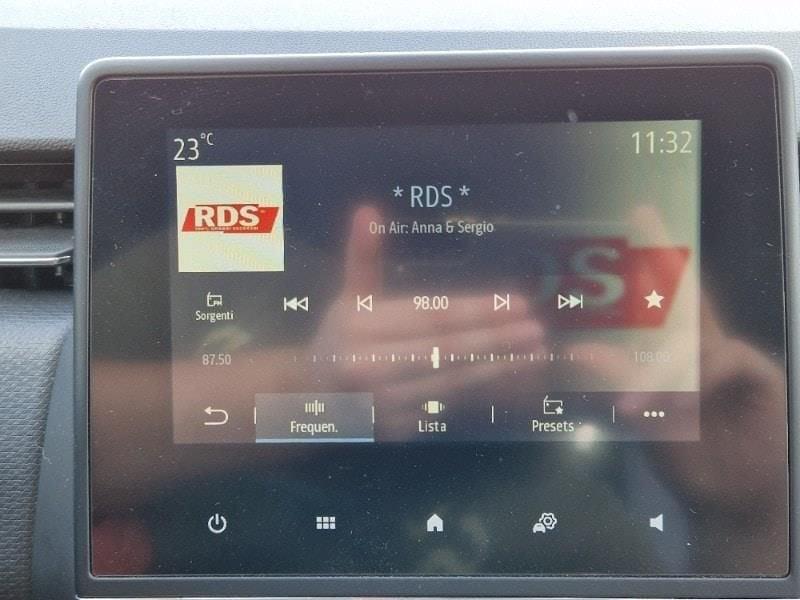 23°C
11:32
RDS
* RDS *
On Air: Anna & Sergio
Sorgenti
98.00
87.50
108.00
Frequen.
Lista
Presets